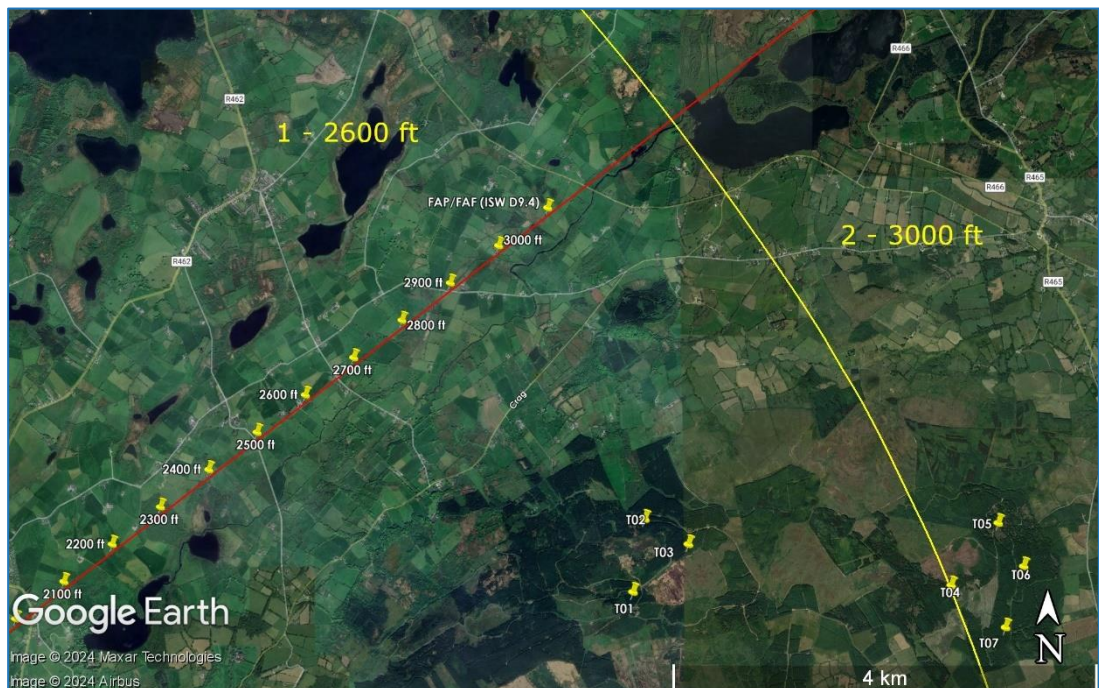 R466
R462
1 - 2600 ft
R465
R466
FAP/FAF (ISW D9.4)
2 - 3000 ft
3000 ft
R462
2900 ft
R465
2800 ft
2700 ft
2600 ft
Crag
2500 ft
2400 ft
2300 ft
T02
T05
2200 ft
T03
T06
2100 ft
T04
T01
Google Earth
T07
N
Image © 2024 Maxar Technologies
4 km
Image © 2024 Airbus